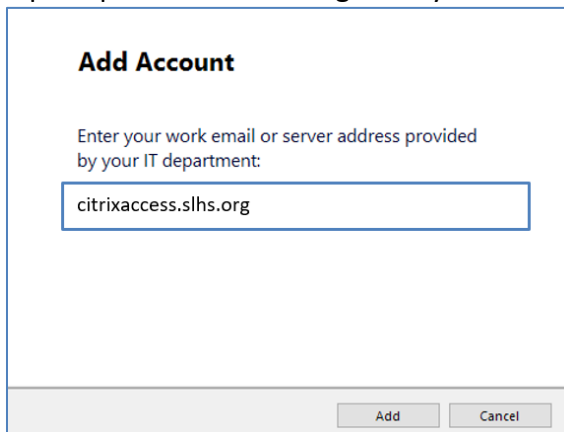 Add Account
Enter your work email or server address provided
by your IT department:
citrixaccess.slhs.org
Add Cancel